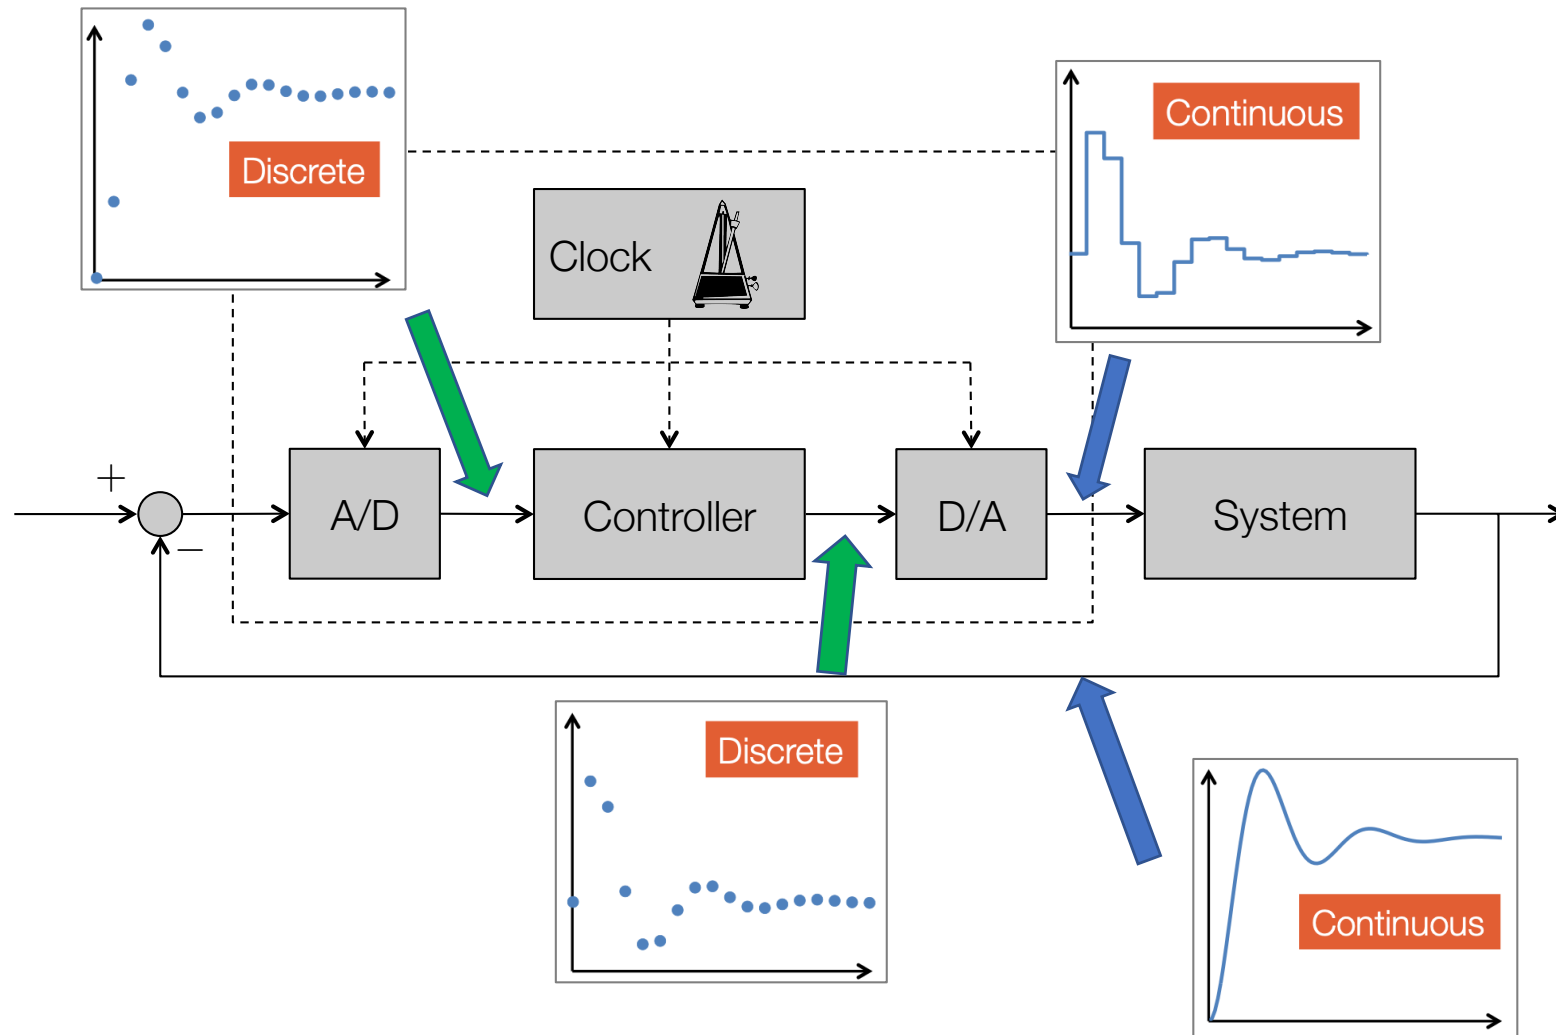 Discrete
Continuous
Clock
+
A/D
Controller
D/A
System
−
Discrete
Continuous